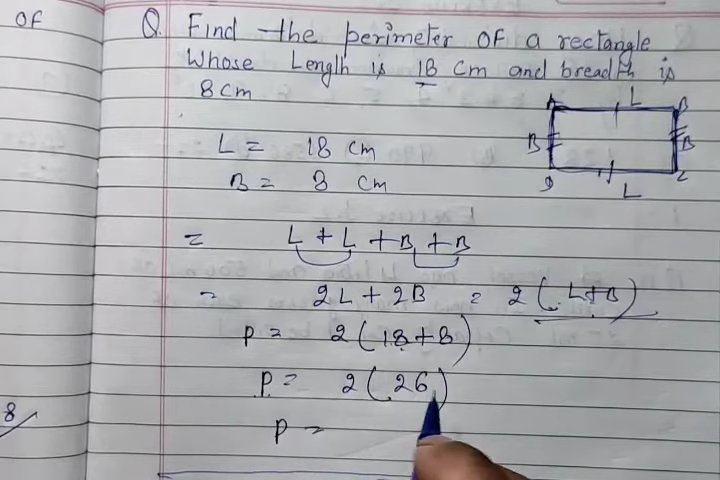 OF
Q. Find the perimeter OF a rectangle
Whose Length is 18 Cm and breadth is
8 cm
A L B
B B
D L C
L = 18 cm
B = 8 cm
= L + L + B + B
= 2L + 2B = 2(L+B)
P = 2(18+8)
P = 2(26)
P =
8